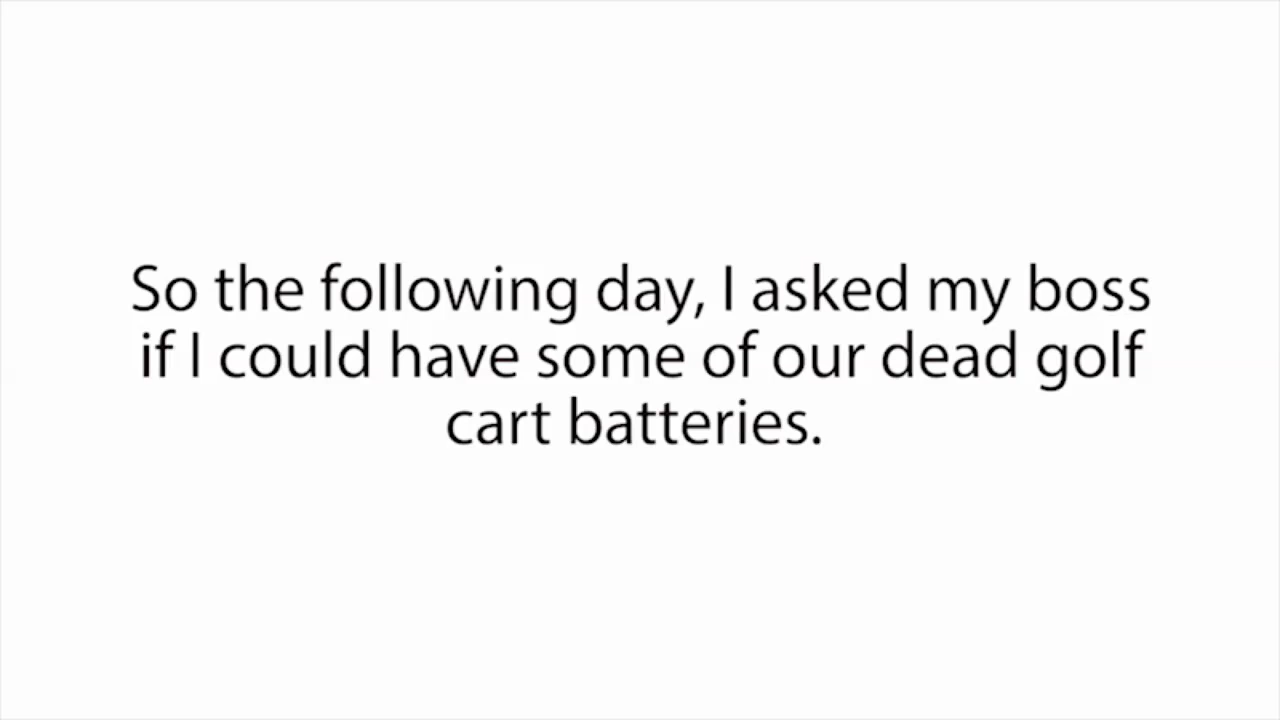 So the following day, I asked my boss
if I could have some of our dead golf
cart batteries.